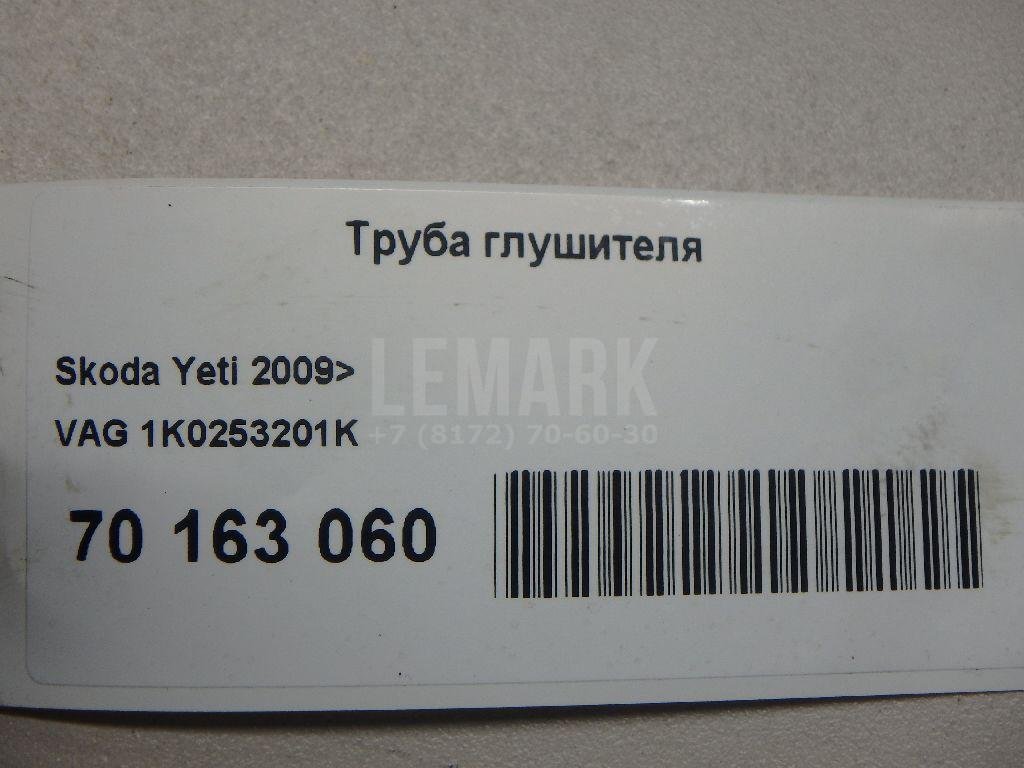 Труба глушителя
LEMARK
Skoda Yeti 2009>
VAG 1K0253201K
+7 (8172) 70-60-30
70 163 060